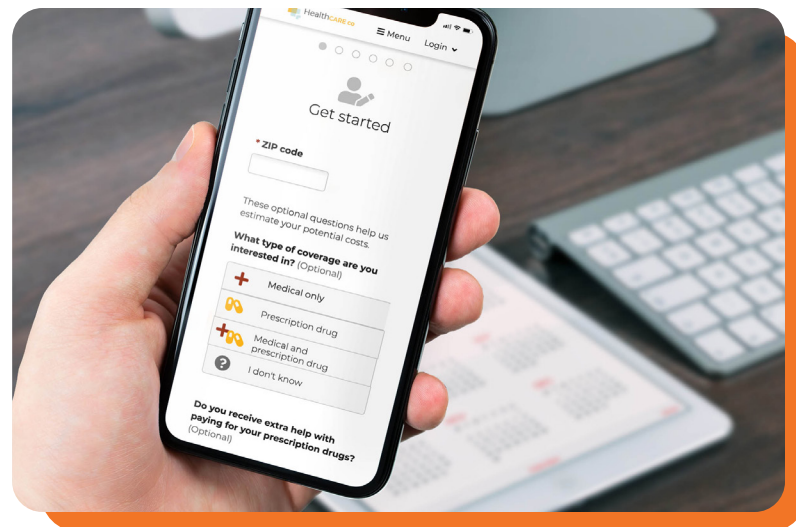 HealthCARE
Menu
Login
Get started
* ZIP code
These optional questions help us
estimate your potential costs.
What type of coverage are you
interested in? (Optional)
Medical only
Prescription drug
Medical and
prescription drug
I don't know
Do you receive extra help with
paying for your prescription drugs?
(Optional)